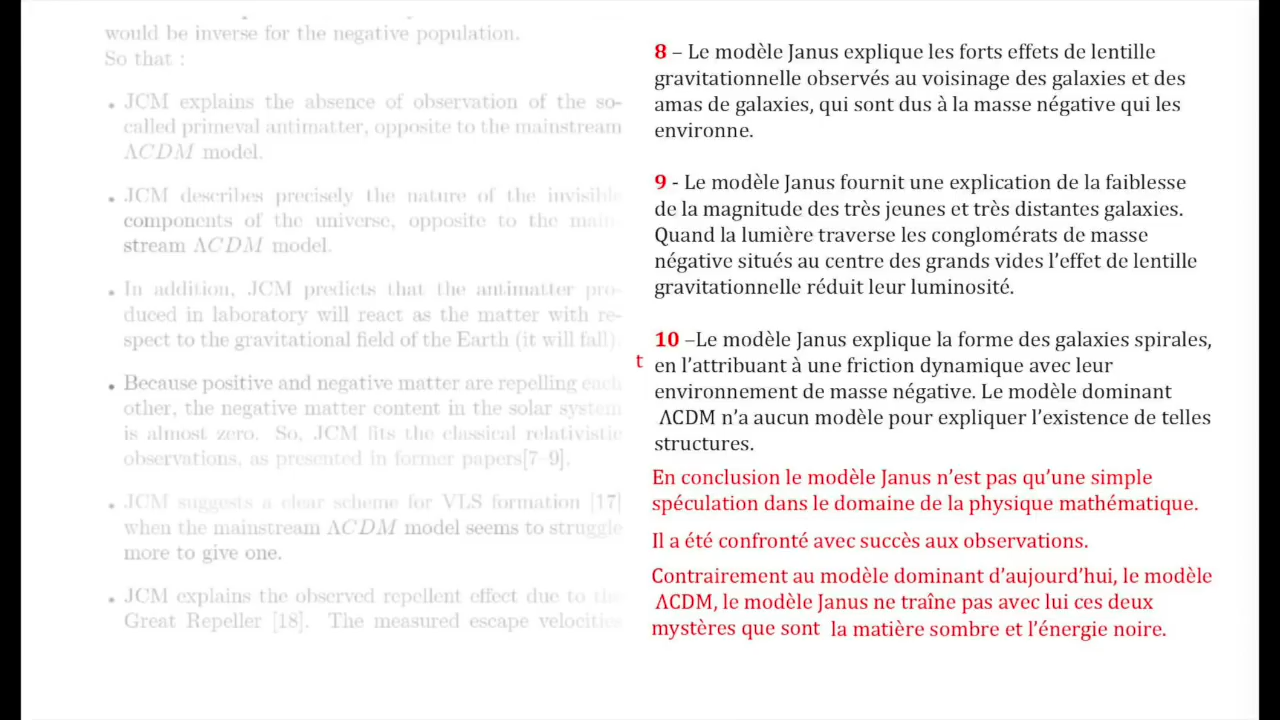 would be inverse for the negative population.
So that :
• JCM explains the absence of observation of the so-
called primeval antimatter, opposite to the mainstream
ΛCDM model.
• JCM describes precisely the nature of the invisible
components of the universe, opposite to the main-
stream ΛCDM model.
• In addition, JCM predicts that the antimatter pro-
duced in laboratory will react as the matter with re-
spect to the gravitational field of the Earth (it will fall).
• Because positive and negative matter are repelling each
other, the negative matter content in the solar system
is almost zero. So, JCM fits the classical relativistic
observations, as presented in former papers[7–9].
• JCM suggests a clear scheme for VLS formation [17]
when the mainstream ΛCDM model seems to struggle
more to give one.
• JCM explains the observed repellent effect due to the
Great Repeller [18]. The measured escape velocities
8 – Le modèle Janus explique les forts effets de lentille
gravitationnelle observés au voisinage des galaxies et des
amas de galaxies, qui sont dus à la masse négative qui les
environne.
9 - Le modèle Janus fournit une explication de la faiblesse
de la magnitude des très jeunes et très distantes galaxies.
Quand la lumière traverse les conglomérats de masse
négative situés au centre des grands vides l’effet de lentille
gravitationnelle réduit leur luminosité.
10 –Le modèle Janus explique la forme des galaxies spirales,
t en l’attribuant à une friction dynamique avec leur
environnement de masse négative. Le modèle dominant
ΛCDM n’a aucun modèle pour expliquer l’existence de telles
structures.
En conclusion le modèle Janus n’est pas qu’une simple
spéculation dans le domaine de la physique mathématique.
Il a été confronté avec succès aux observations.
Contrairement au modèle dominant d’aujourd’hui, le modèle
ΛCDM, le modèle Janus ne traîne pas avec lui ces deux
mystères que sont la matière sombre et l’énergie noire.